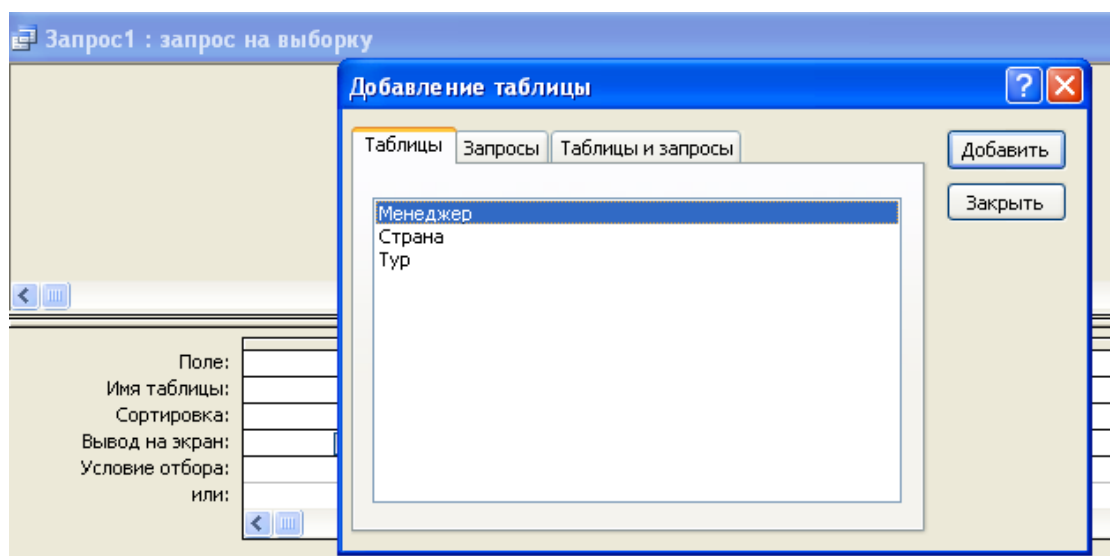 Запрос1 : запрос на выборку
Добавление таблицы
Таблицы Запросы Таблицы и запросы
Добавить
Закрыть
Менеджер
Страна
Тур
Поле:
Имя таблицы:
Сортировка:
Вывод на экран:
Условие отбора:
или: